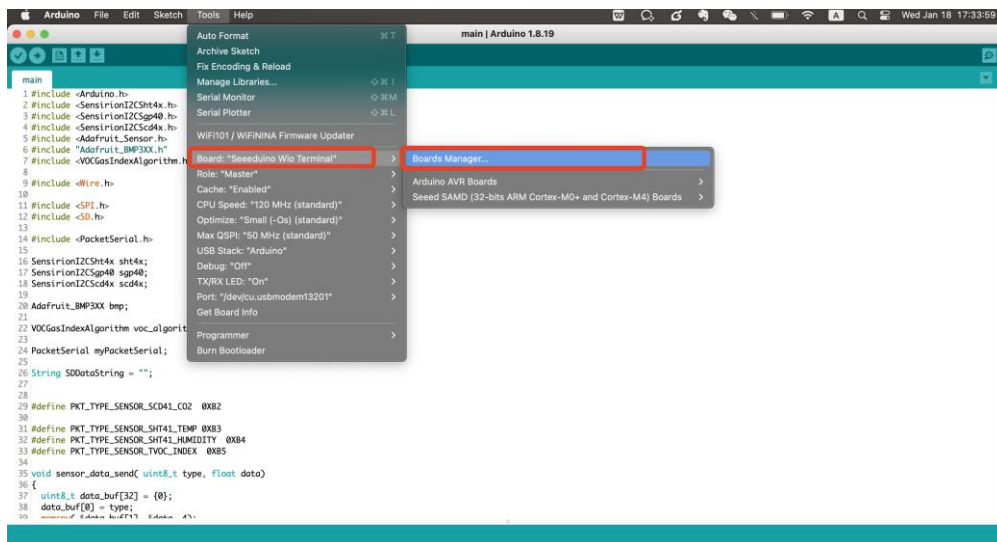 Arduino File Edit Sketch Tools Help
A
Wed Jan 18 17:33:59
main | Arduino 1.8.19
main
Auto Format ⌘ T
Archive Sketch
Fix Encoding & Reload
Manage Libraries... ⇧ ⌘ I
Serial Monitor ⇧ ⌘ M
Serial Plotter ⇧ ⌘ L
WiFi101 / WiFiNINA Firmware Updater
Board: "Seeeduino Wio Terminal" >
Role: "Master" >
Cache: "Enabled" >
CPU Speed: "120 MHz (standard)" >
Optimize: "Small (-Os) (standard)" >
Max QSPI: "50 MHz (standard)" >
USB Stack: "Arduino" >
Debug: "Off" >
TX/RX LED: "On" >
Port: "/dev/cu.usbmodem13201" >
Get Board Info
Programmer >
Burn Bootloader
Boards Manager...
Arduino AVR Boards >
Seeed SAMD (32-bits ARM Cortex-M0+ and Cortex-M4) Boards >
1 #include <Arduino.h>
2 #include <SensirionI2CSht4x.h>
3 #include <SensirionI2CSgp40.h>
4 #include <SensirionI2CScd4x.h>
5 #include <Adafruit_Sensor.h>
6 #include "Adafruit_BMP3XX.h"
7 #include <VOCGasIndexAlgorithm.h
8
9 #include <Wire.h>
10
11 #include <SPI.h>
12 #include <SD.h>
13
14 #include <PacketSerial.h>
15
16 SensirionI2CSht4x sht4x;
17 SensirionI2CSgp40 sgp40;
18 SensirionI2CScd4x scd4x;
19
20 Adafruit_BMP3XX bmp;
21
22 VOCGasIndexAlgorithm voc_algorit
23
24 PacketSerial myPacketSerial;
25
26 String SDDataString = "";
27
28
29 #define PKT_TYPE_SENSOR_SCD41_CO2 0XB2
30
31 #define PKT_TYPE_SENSOR_SHT41_TEMP 0XB3
32 #define PKT_TYPE_SENSOR_SHT41_HUMIDITY 0XB4
33 #define PKT_TYPE_SENSOR_TVOC_INDEX 0XB5
34
35 void sensor_data_send( uint8_t type, float data)
36 {
37 uint8_t data_buf[32] = {0};
38 data_buf[0] = type;
39 memcpy( &data_buf[1], &data, 4);